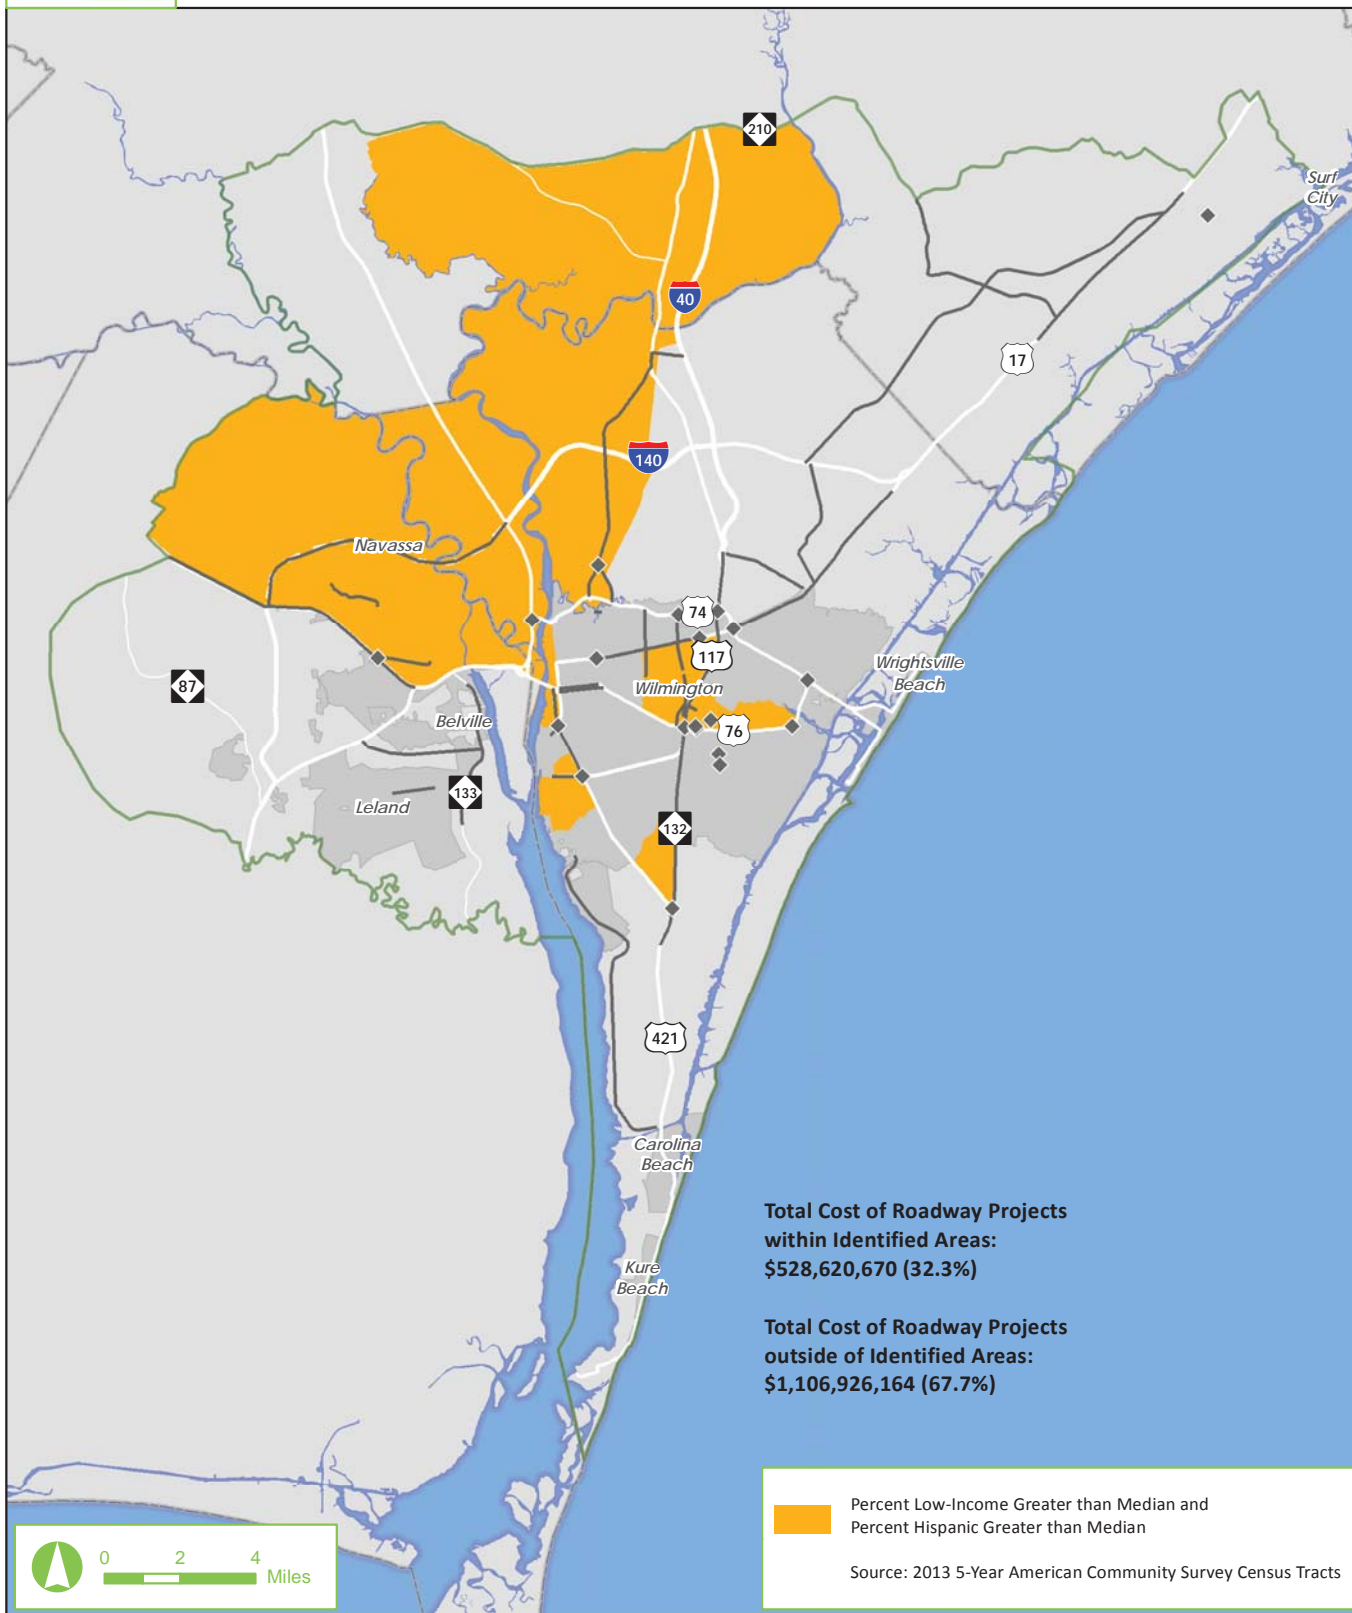 210
Surf
City
40
17
140
Navassa
74
117
Wrightsville
Beach
87
Wilmington
Belville
76
133
Leland
132
421
Carolina
Beach
Total Cost of Roadway Projects
within Identified Areas:
$528,620,670 (32.3%)
Kure
Beach
Total Cost of Roadway Projects
outside of Identified Areas:
$1,106,926,164 (67.7%)
Percent Low-Income Greater than Median and
Percent Hispanic Greater than Median
Source: 2013 5-Year American Community Survey Census Tracts
0 2 4
Miles